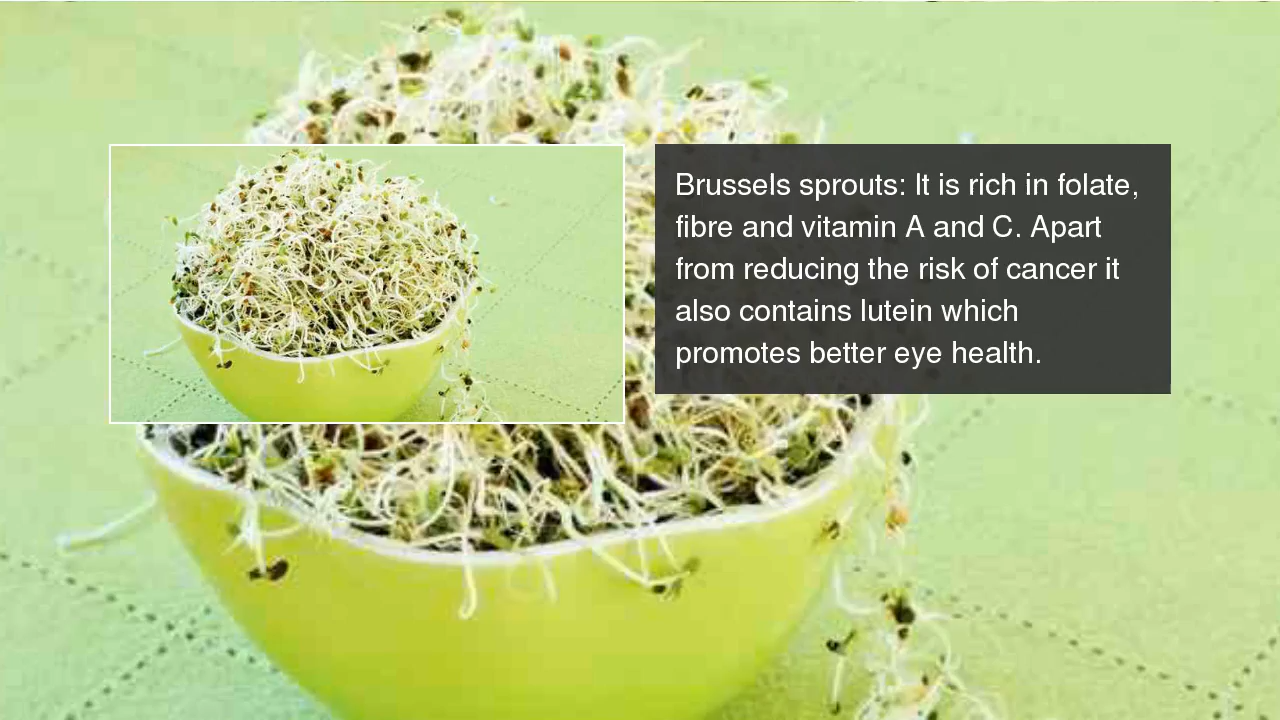 Brussels sprouts: It is rich in folate,
fibre and vitamin A and C. Apart
from reducing the risk of cancer it
also contains lutein which
promotes better eye health.